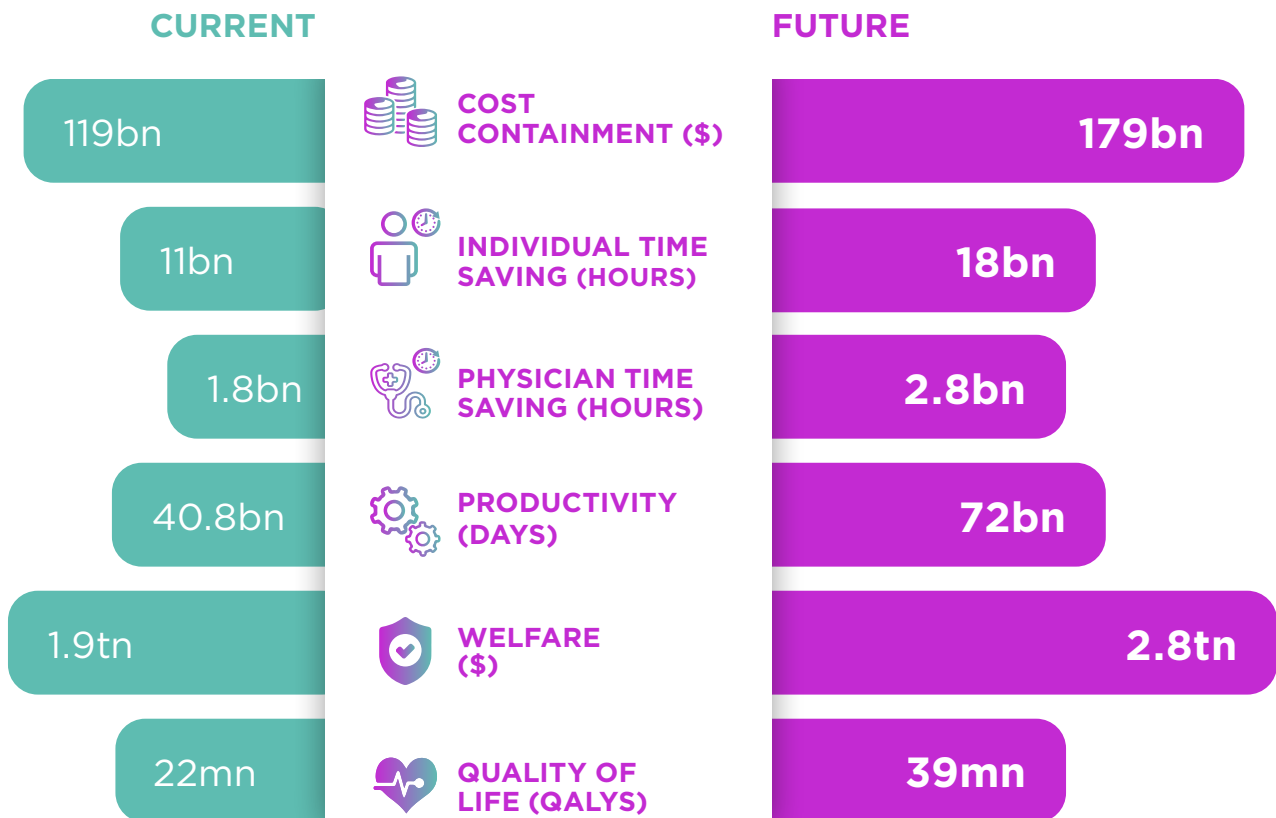 CURRENT
FUTURE
119bn
COST
CONTAINMENT ($)
179bn
11bn
INDIVIDUAL TIME
SAVING (HOURS)
18bn
1.8bn
PHYSICIAN TIME
SAVING (HOURS)
2.8bn
40.8bn
PRODUCTIVITY
(DAYS)
72bn
1.9tn
WELFARE
($)
2.8tn
22mn
QUALITY OF
LIFE (QALYS)
39mn